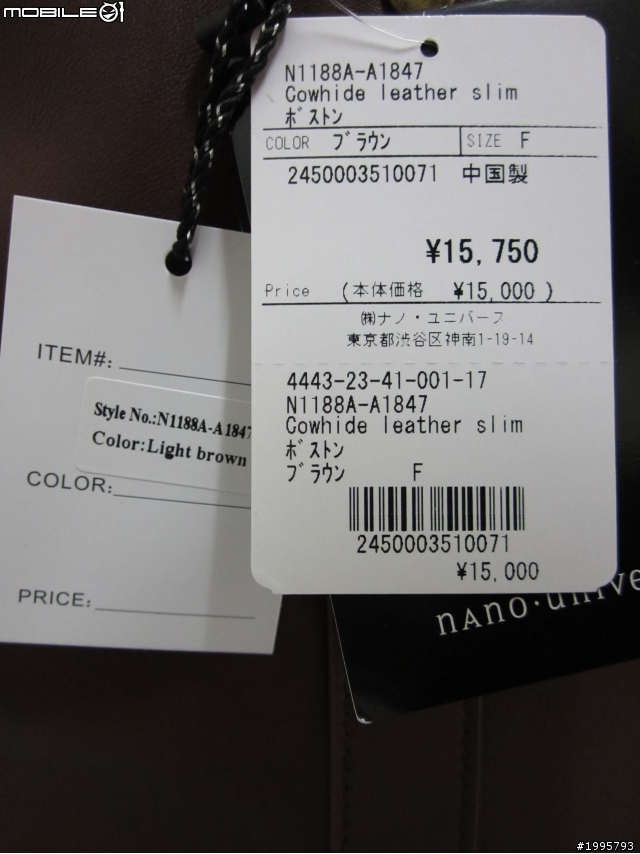 MOBILE01
N1188A-A1847
Cowhide leather slim
ﾎﾞｽﾄﾝ
COLOR ﾌﾞﾗｳﾝ SIZE F
2450003510071 中国製
¥15,750
Price (本体価格 ¥15,000)
㈱ナノ・ユニバース
東京都渋谷区神南1-19-14
4443-23-41-001-17
N1188A-A1847
Cowhide leather slim
ﾎﾞｽﾄﾝ
ﾌﾞﾗｳﾝ F
2450003510071
¥15,000
ITEM#:
Style No.:N1188A-A1847
Color:Light brown
COLOR:
PRICE:
nano·unive
#1995793